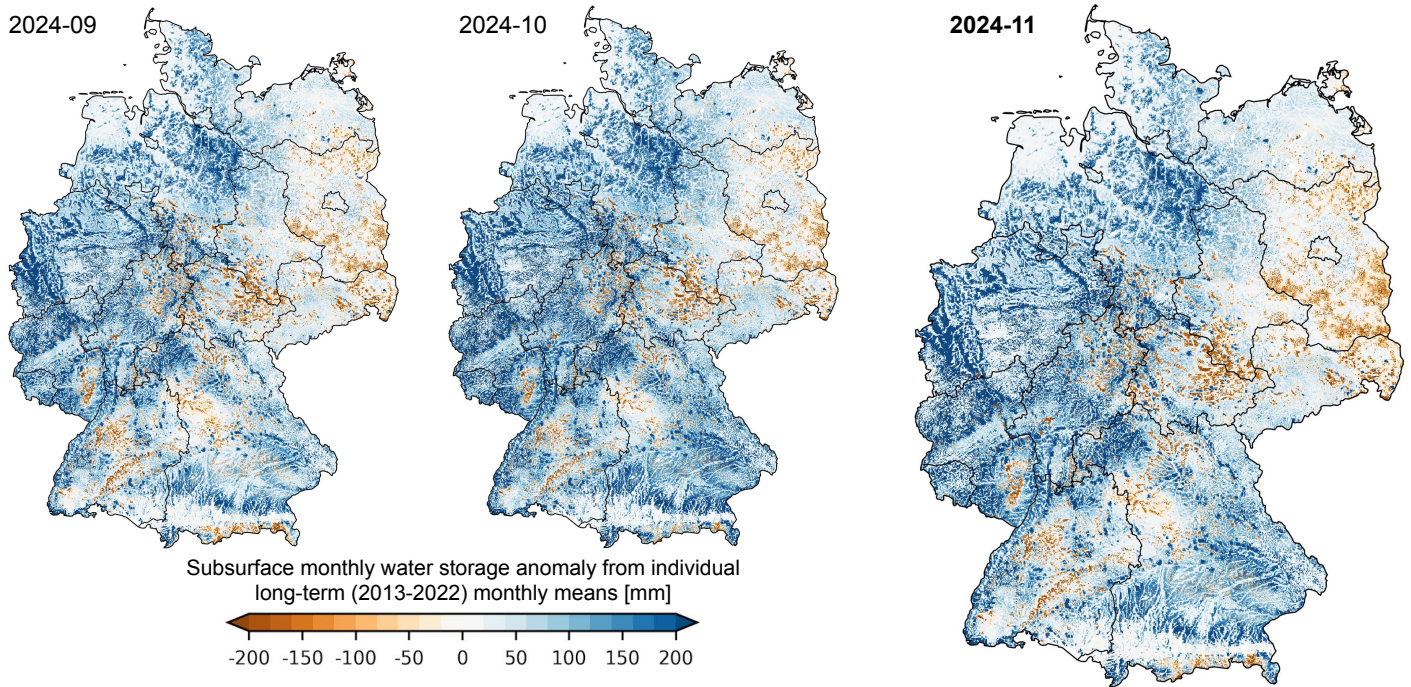 2024-09
2024-10
2024-11
Subsurface monthly water storage anomaly from individual
long-term (2013-2022) monthly means [mm]
-200 -150 -100 -50 0 50 100 150 200